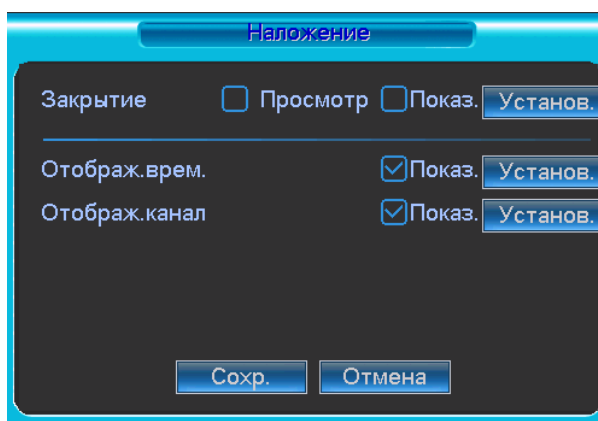 Наложение
Закрытие Просмотр Показ. Установ.
Отображ.врем. Показ. Установ.
Отображ.канал Показ. Установ.
Сохр. Отмена